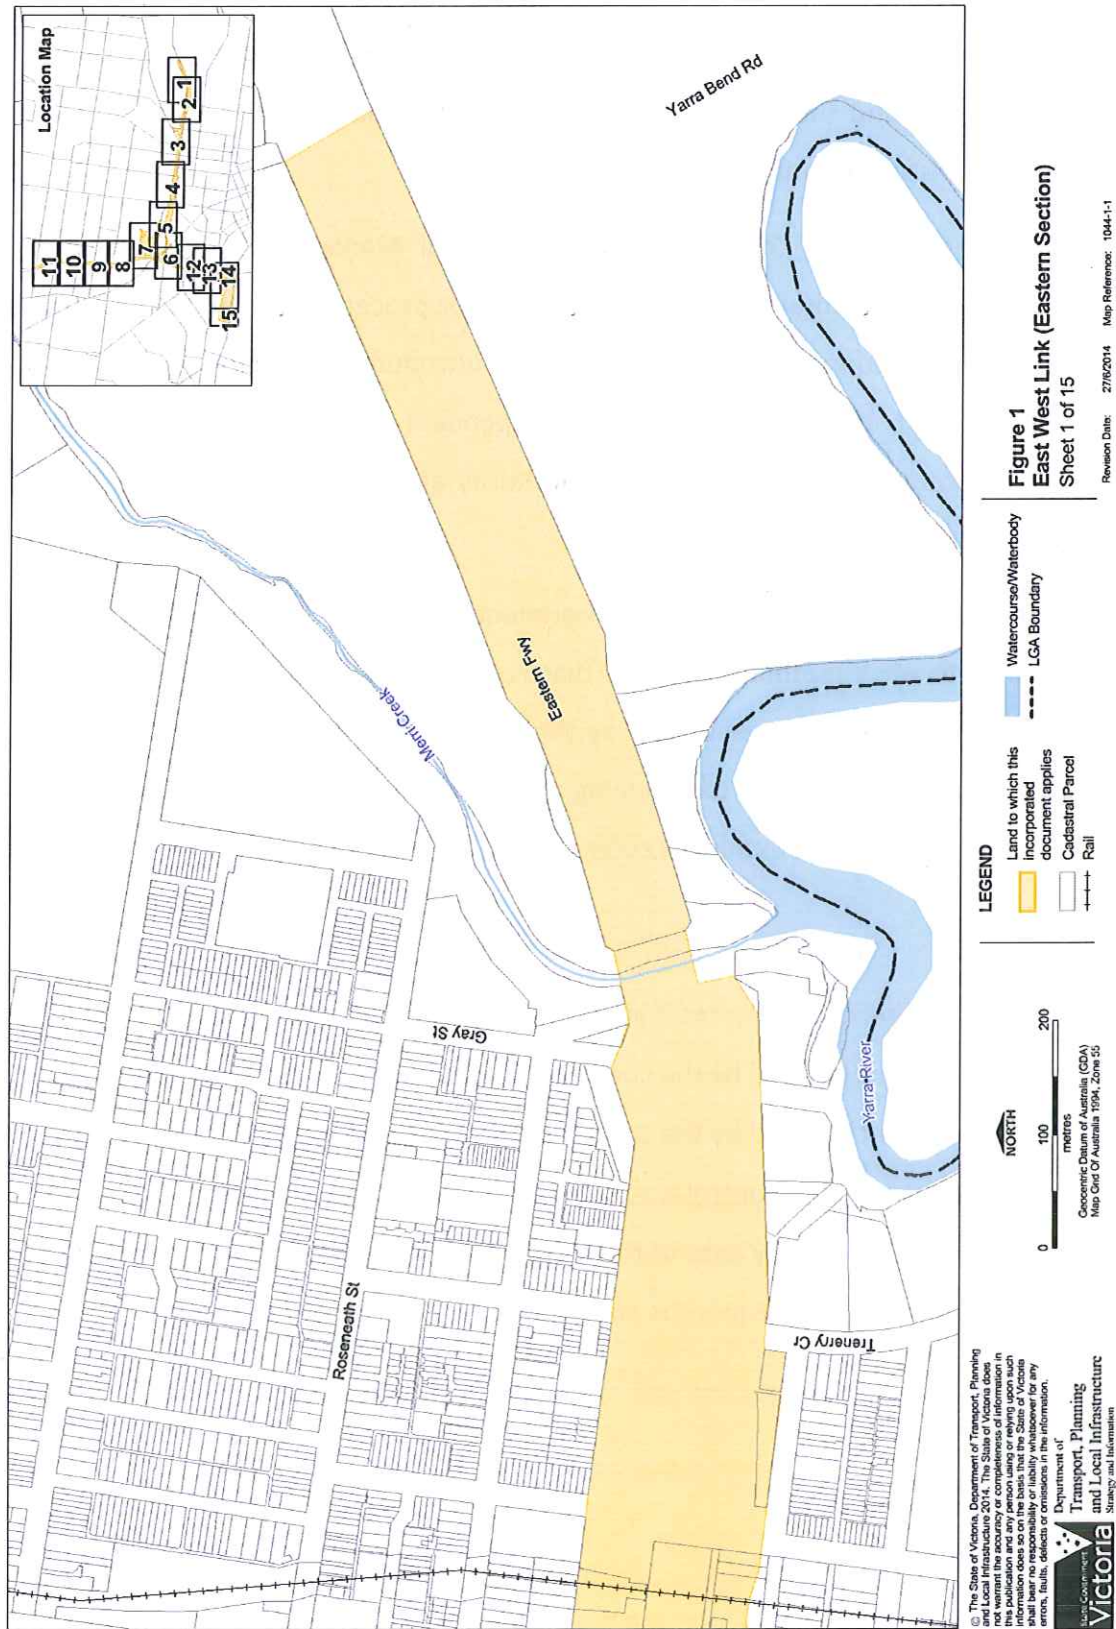 Location Map
11
10
9
8
7
6
5
4
3
2
1
12
13
14
15
Yarra Bend Rd
Merri Creek
Eastern Fwy
Gray St
Roseneath St
Yarra River
Trenerry Cr
© The State of Victoria, Department of Transport, Planning
and Local Infrastructure 2014. The State of Victoria does
not warrant the accuracy or completeness of information in
this publication and any person using or relying upon such
information does so on the basis that the State of Victoria
shall bear no responsibility or liability whatsoever for any
errors, faults, defects or omissions in the information.
State Government
Victoria
Department of
Transport, Planning
and Local Infrastructure
Strategy and Information
NORTH
0 100 200
metres
Geocentric Datum of Australia (GDA)
Map Grid Of Australia 1994, Zone 55
LEGEND
Land to which this
incorporated
document applies
Cadastral Parcel
Rail
Watercourse/Waterbody
LGA Boundary
Figure 1
East West Link (Eastern Section)
Sheet 1 of 15
Revision Date: 27/6/2014 Map Reference: 1044-1-1